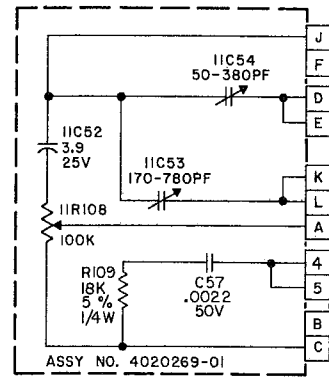 J
F
11C54
50-380PF
D
E
11C52
3.9
25V
11C53
170-780PF
K
L
11R108
A
100K
R109
18K
5 %
1/4W
C57
.0022
50V
4
5
B
C
ASSY NO. 4020269-01